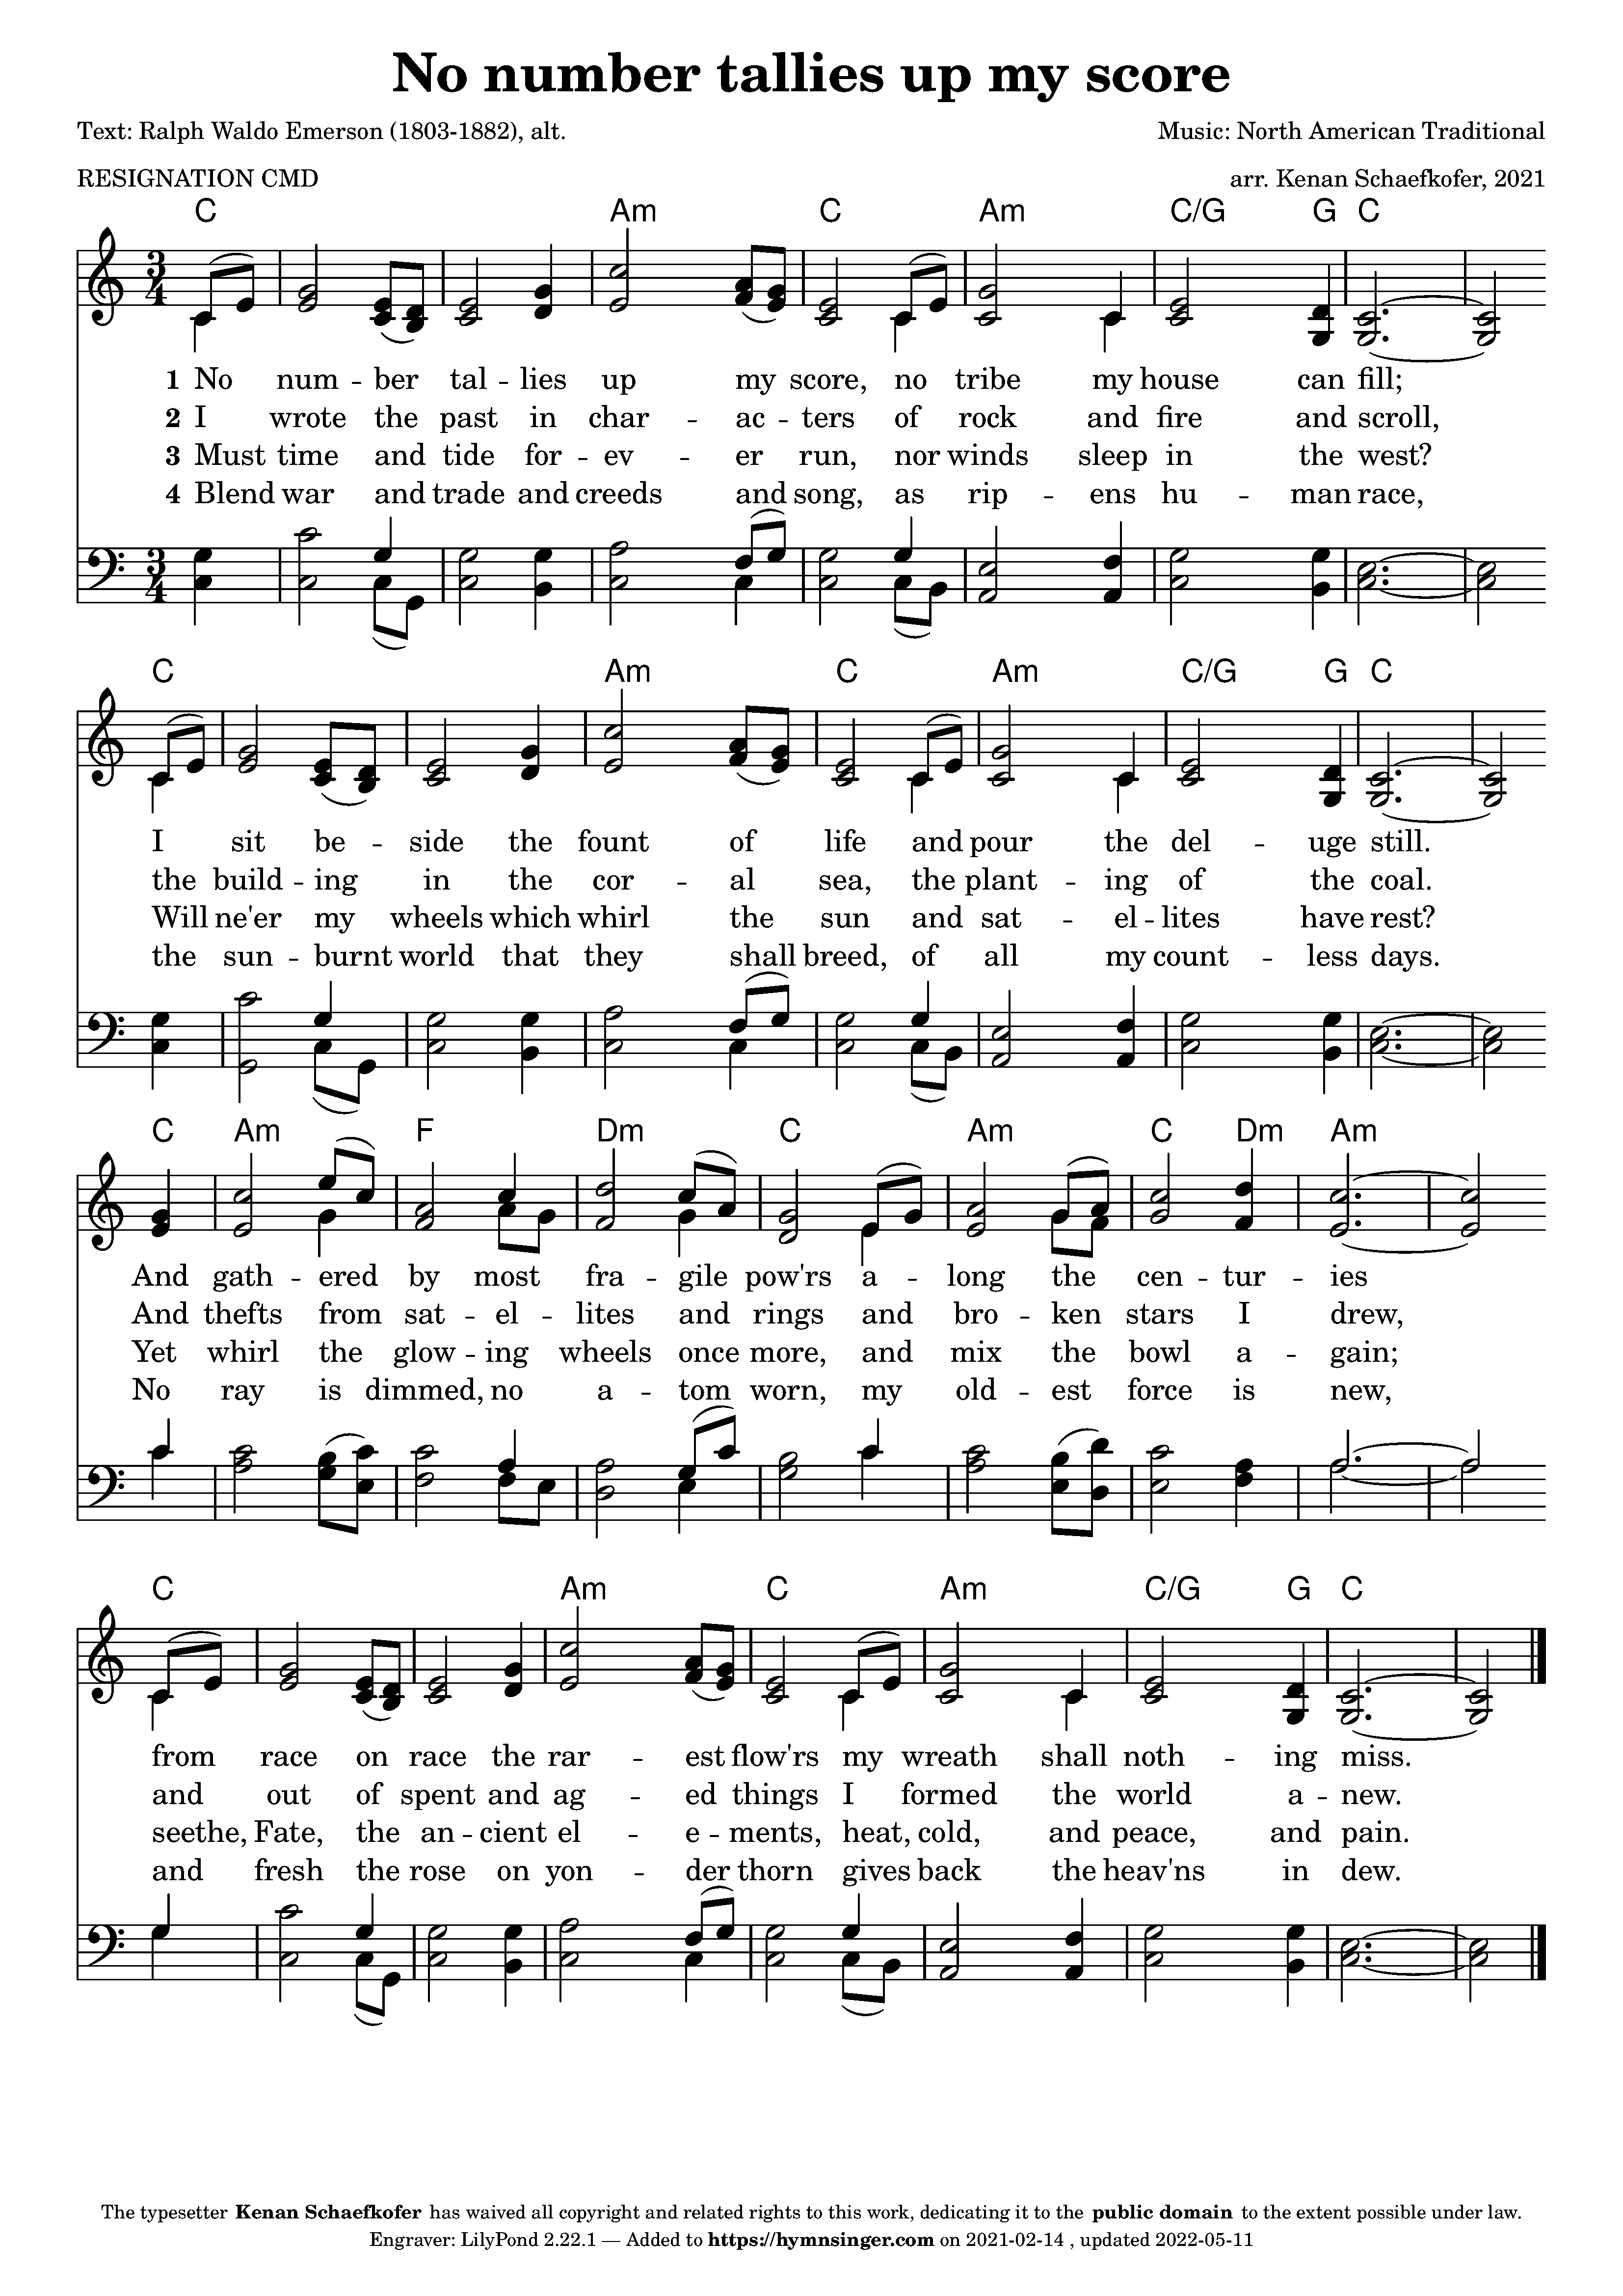 No number tallies up my score
Text: Ralph Waldo Emerson (1803-1882), alt. Music: North American Traditional
RESIGNATION CMD arr. Kenan Schaefkofer, 2021
C Am C Am C/G G C
3 4
1 No num -- ber tal -- lies up my score, no tribe my house can fill;
2 I wrote the past in char -- ac -- ters of rock and fire and scroll,
3 Must time and tide for -- ev -- er run, nor winds sleep in the west?
4 Blend war and trade and creeds and song, as rip -- ens hu -- man race,
3 4
C Am C Am C/G G C
I sit be -- side the fount of life and pour the del -- uge still.
the build -- ing in the cor -- al sea, the plant -- ing of the coal.
Will ne'er my wheels which whirl the sun and sat -- el -- lites have rest?
the sun -- burnt world that they shall breed, of all my count -- less days.
C Am F Dm C Am C Dm Am
And gath -- ered by most fra -- gile pow'rs a -- long the cen -- tur -- ies
And thefts from sat -- el -- lites and rings and bro -- ken stars I drew,
Yet whirl the glow -- ing wheels once more, and mix the bowl a -- gain;
No ray is dimmed, no a -- tom worn, my old -- est force is new,
C Am C Am C/G G C
from race on race the rar -- est flow'rs my wreath shall noth -- ing miss.
and out of spent and ag -- ed things I formed the world a -- new.
seethe, Fate, the an -- cient el -- e -- ments, heat, cold, and peace, and pain.
and fresh the rose on yon -- der thorn gives back the heav'ns in dew.
The typesetter Kenan Schaefkofer has waived all copyright and related rights to this work, dedicating it to the public domain to the extent possible under law.
Engraver: LilyPond 2.22.1 — Added to https://hymnsinger.com on 2021-02-14 , updated 2022-05-11